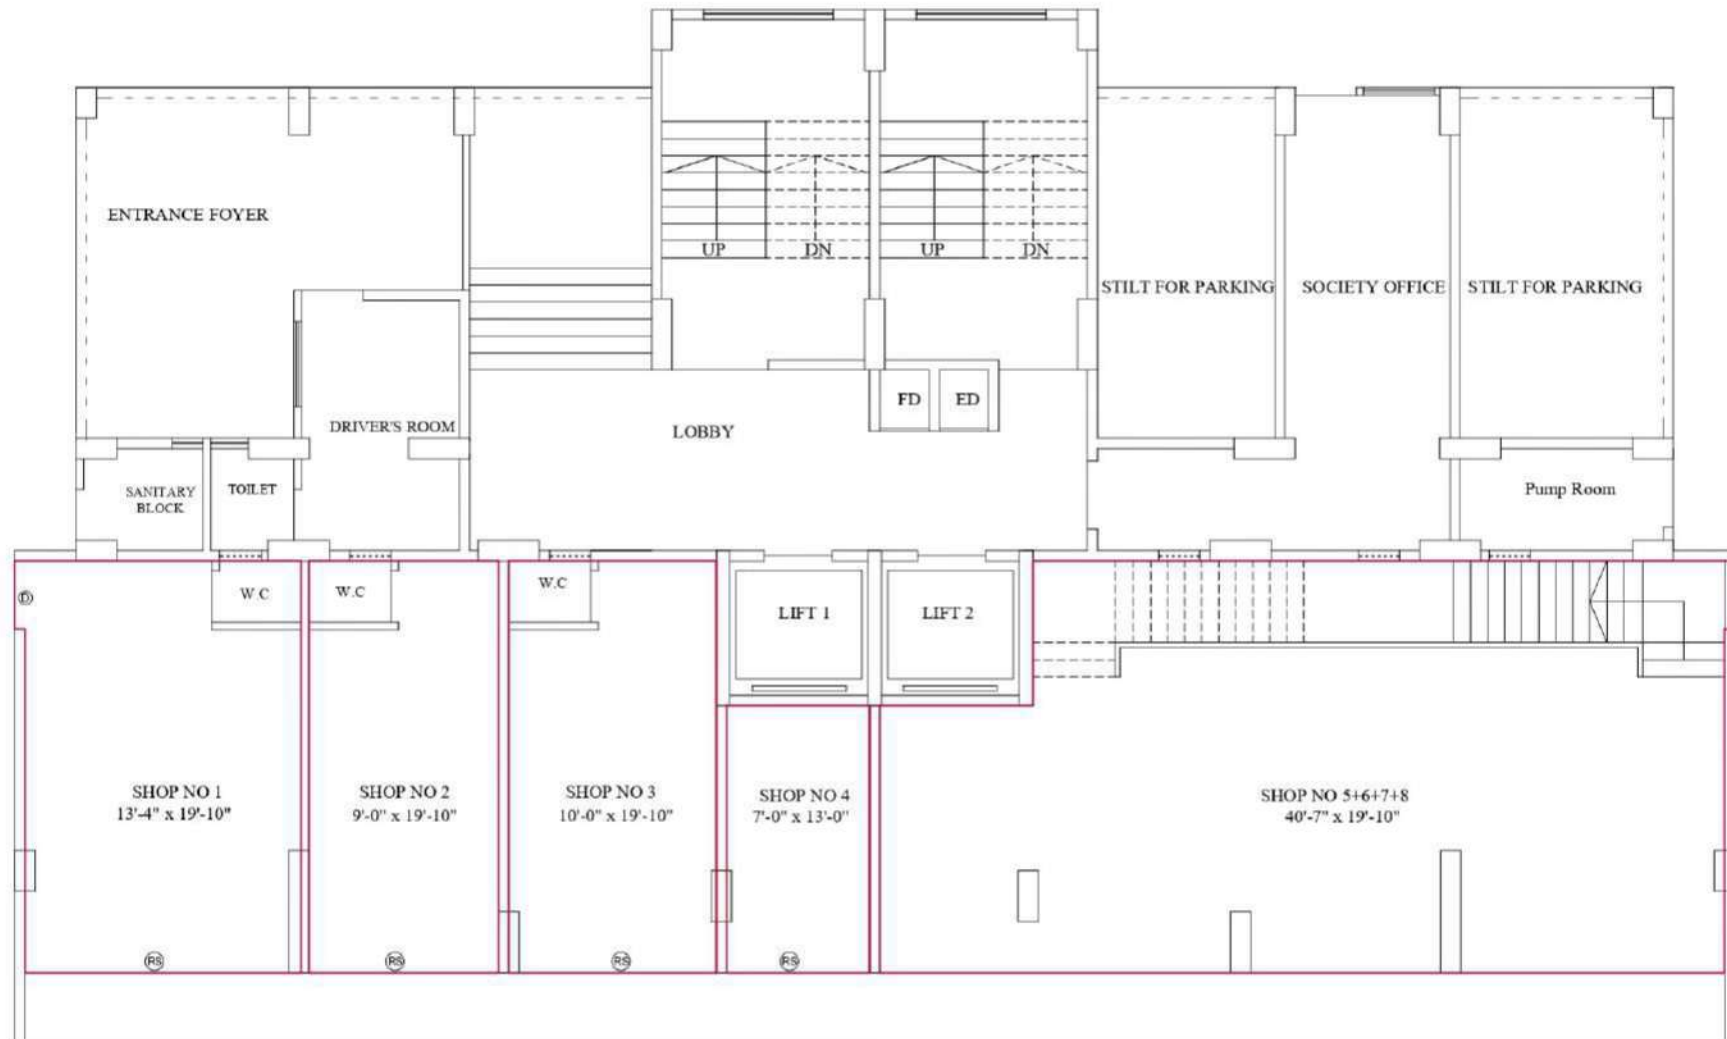 ENTRANCE FOYER
UP
DN
UP
DN
STILT FOR PARKING
SOCIETY OFFICE
STILT FOR PARKING
FD
ED
DRIVER'S ROOM
LOBBY
SANITARY
BLOCK
TOILET
Pump Room
D
W.C
W.C
W.C
LIFT 1
LIFT 2
SHOP NO 1
13'-4" x 19'-10"
SHOP NO 2
9'-0" x 19'-10"
SHOP NO 3
10'-0" x 19'-10"
SHOP NO 4
7'-0" x 13'-0"
SHOP NO 5+6+7+8
40'-7" x 19'-10"
RS
RS
RS
RS